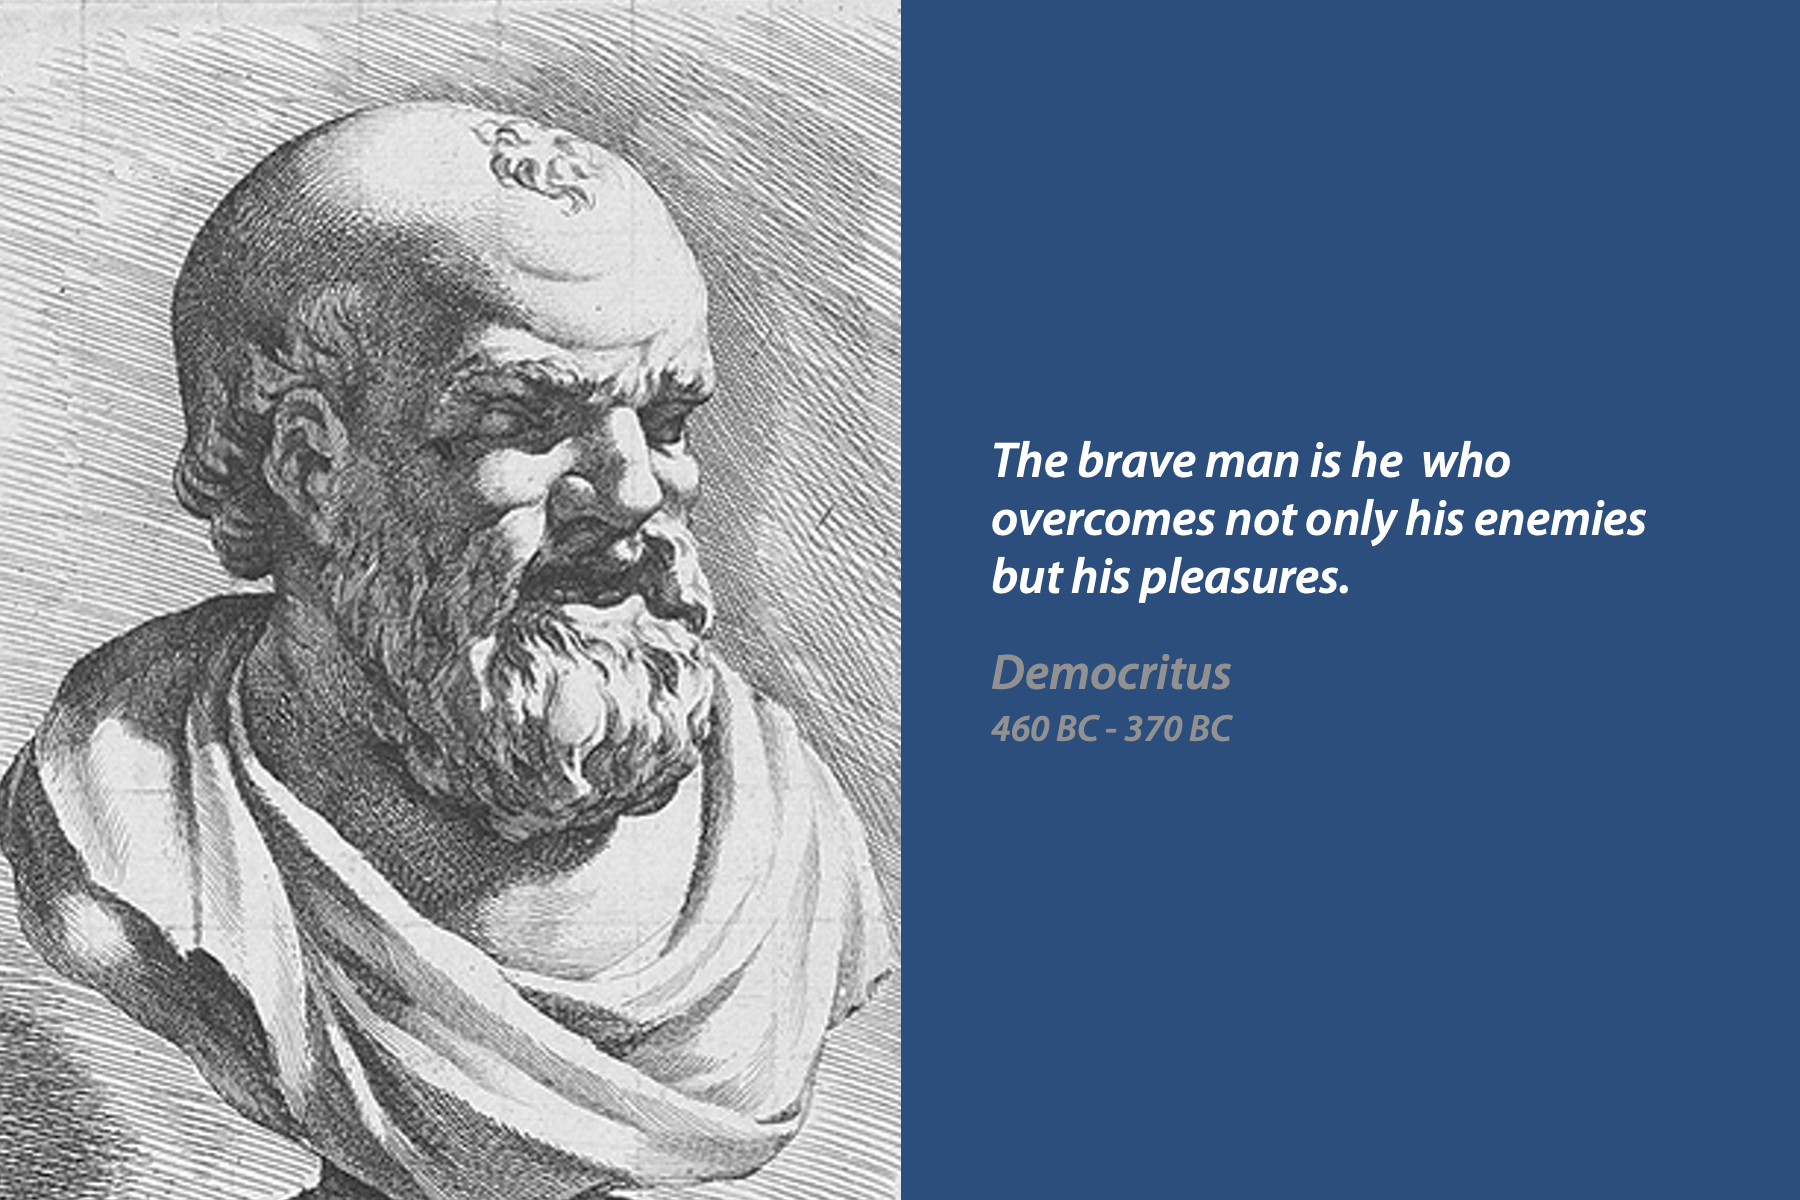 The brave man is he  who
overcomes not only his enemies
but his pleasures.
Democritus
460 BC - 370 BC